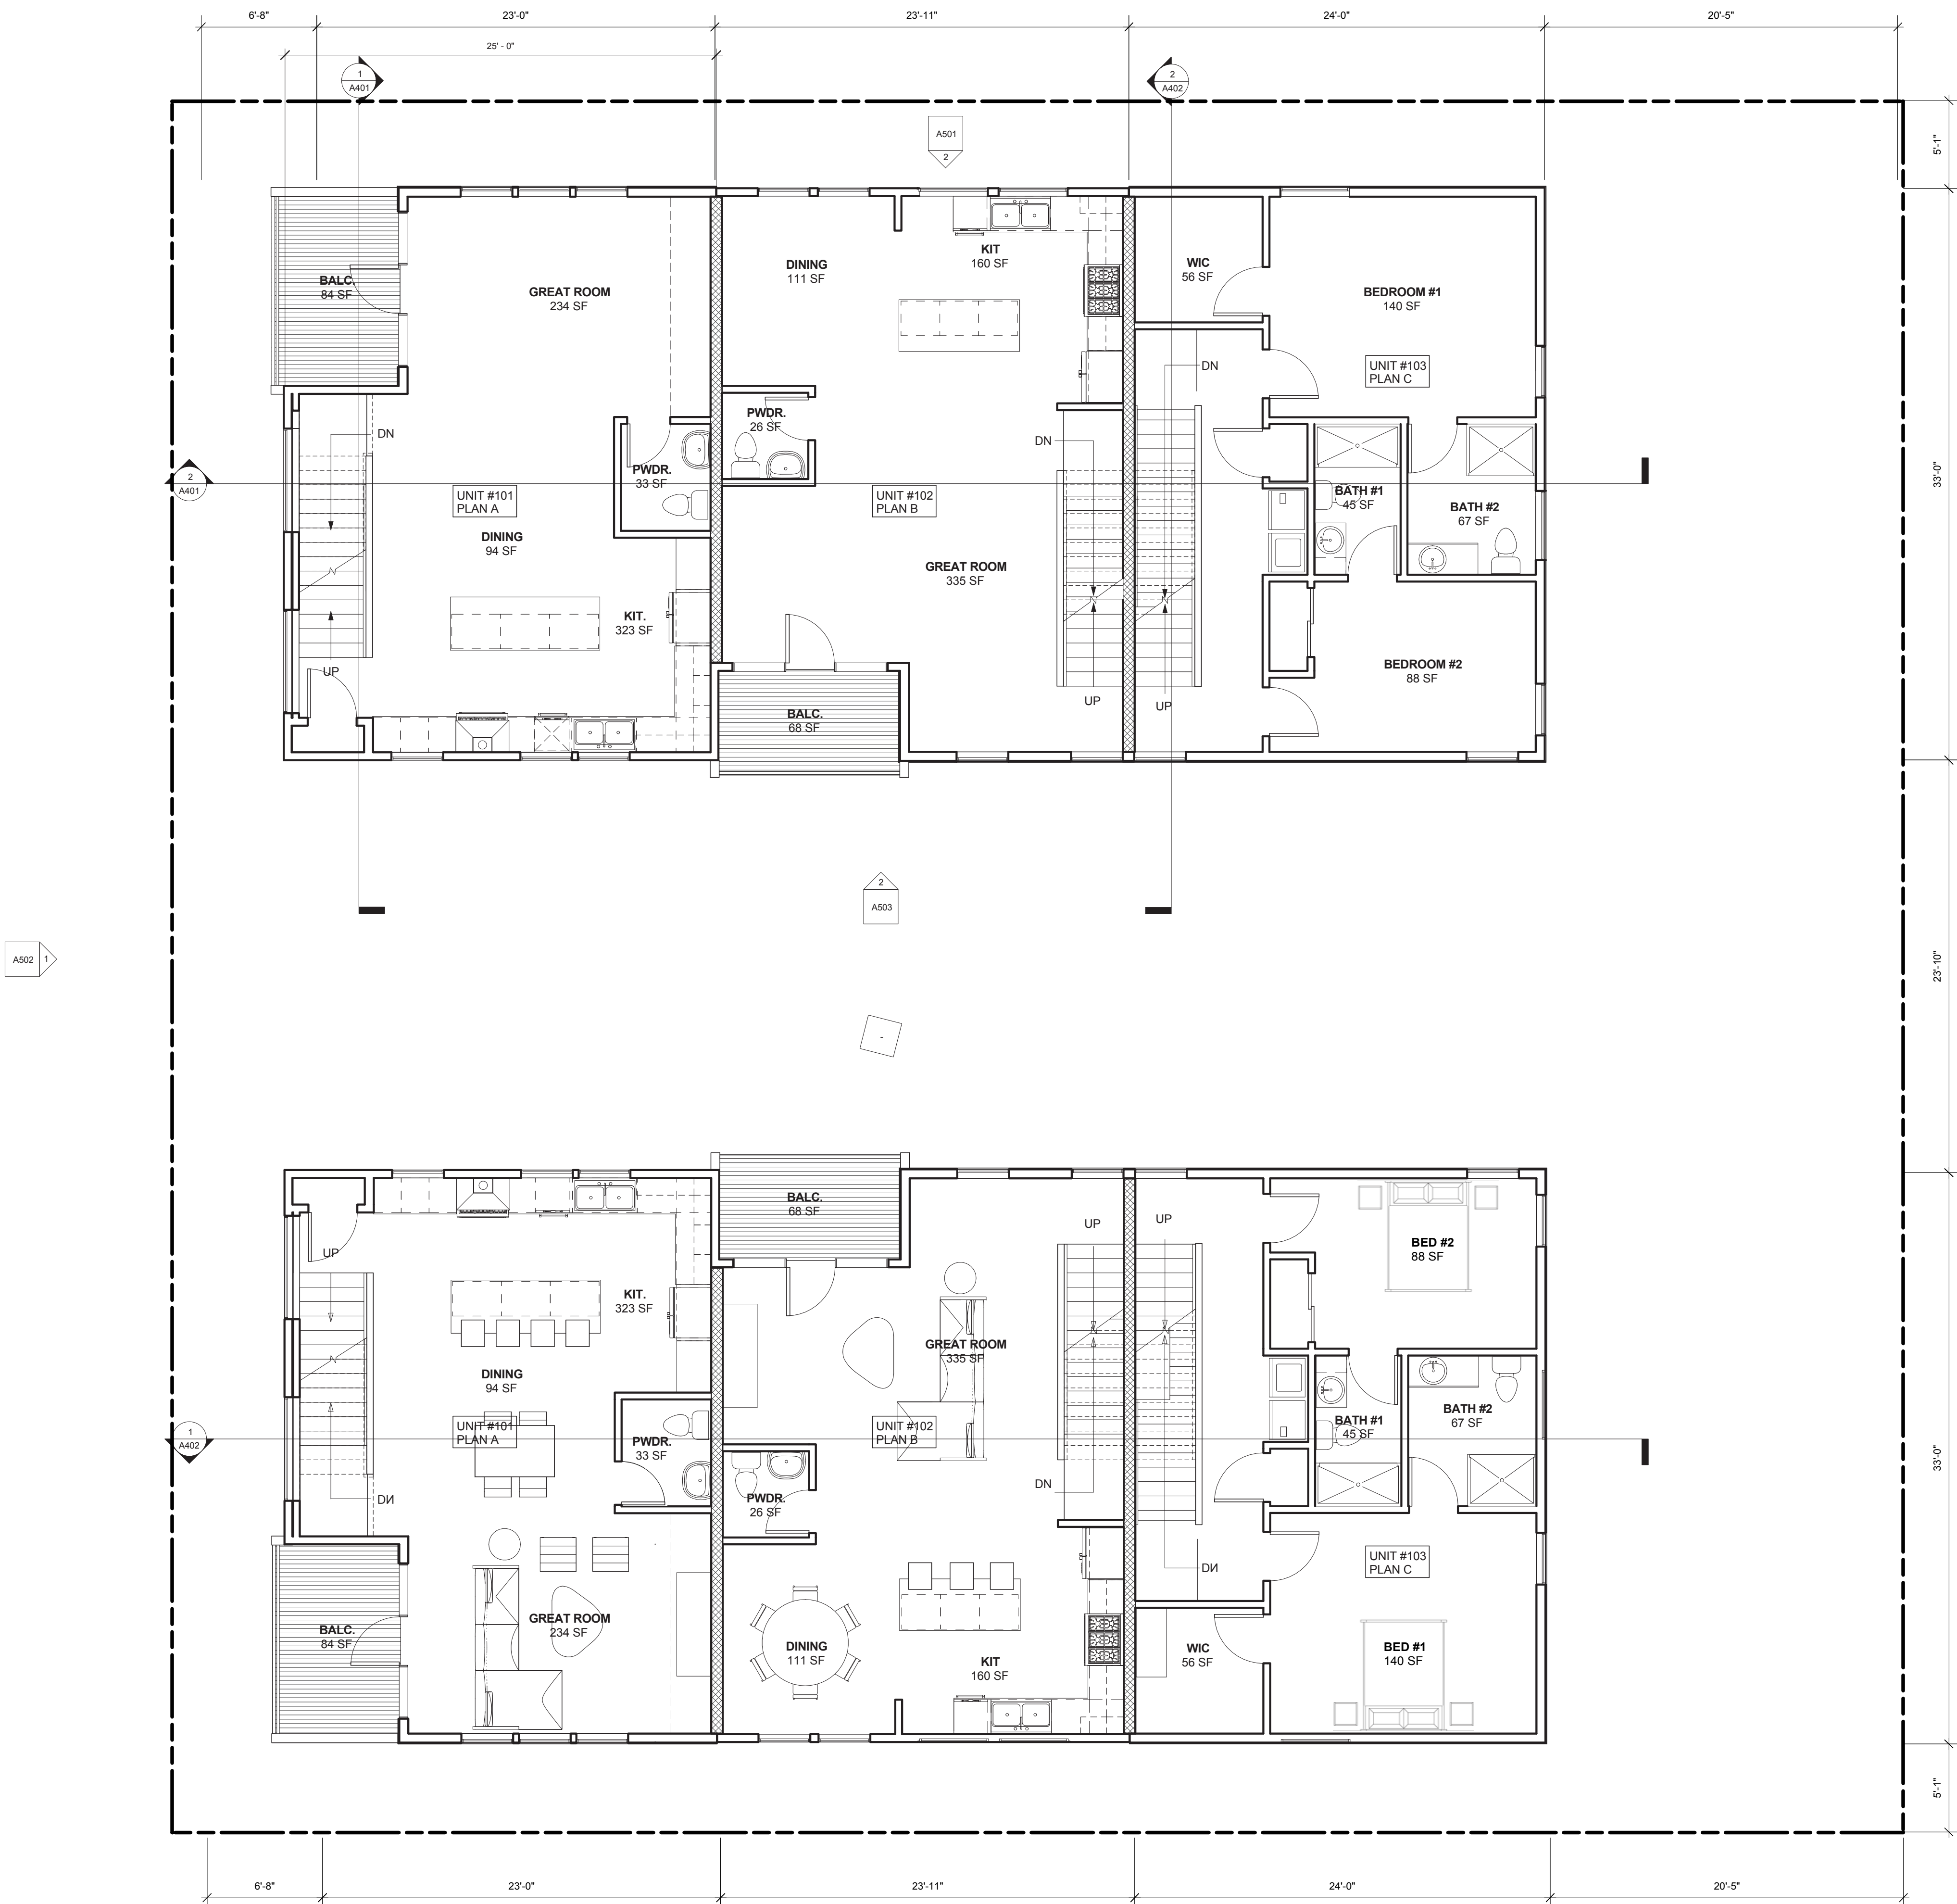 6'-8"
23'-0"
23'-11"
24'-0"
20'-5"
25' - 0"
1
A401
2
A402
5'-1"
A501
2
33'-0"
BALC.
84 SF
GREAT ROOM
234 SF
DINING
111 SF
KIT
160 SF
WIC
56 SF
BEDROOM #1
140 SF
DN
UNIT #103
PLAN C
DN
PWDR.
26 SF
DN
2
A401
UNIT #101
PLAN A
PWDR.
33 SF
UNIT #102
PLAN B
BATH #1
45 SF
BATH #2
67 SF
DINING
94 SF
GREAT ROOM
335 SF
KIT.
323 SF
UP
BEDROOM #2
88 SF
BALC.
68 SF
UP
UP
2
A503
A502
1
23'-10"
-
BALC.
68 SF
UP
UP
UP
BED #2
88 SF
KIT.
323 SF
GREAT ROOM
335 SF
DINING
94 SF
UNIT #101
PLAN A
UNIT #102
PLAN B
BATH #1
45 SF
BATH #2
67 SF
1
A402
PWDR.
33 SF
33'-0"
DN
DN
PWDR.
26 SF
DN
UNIT #103
PLAN C
BALC.
84 SF
GREAT ROOM
234 SF
DINING
111 SF
KIT
160 SF
WIC
56 SF
BED #1
140 SF
5'-1"
6'-8"
23'-0"
23'-11"
24'-0"
20'-5"